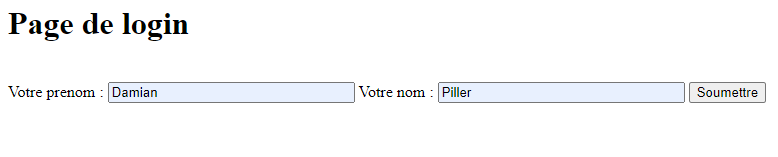 Page de login
Votre prenom : Damian Votre nom : Piller Soumettre